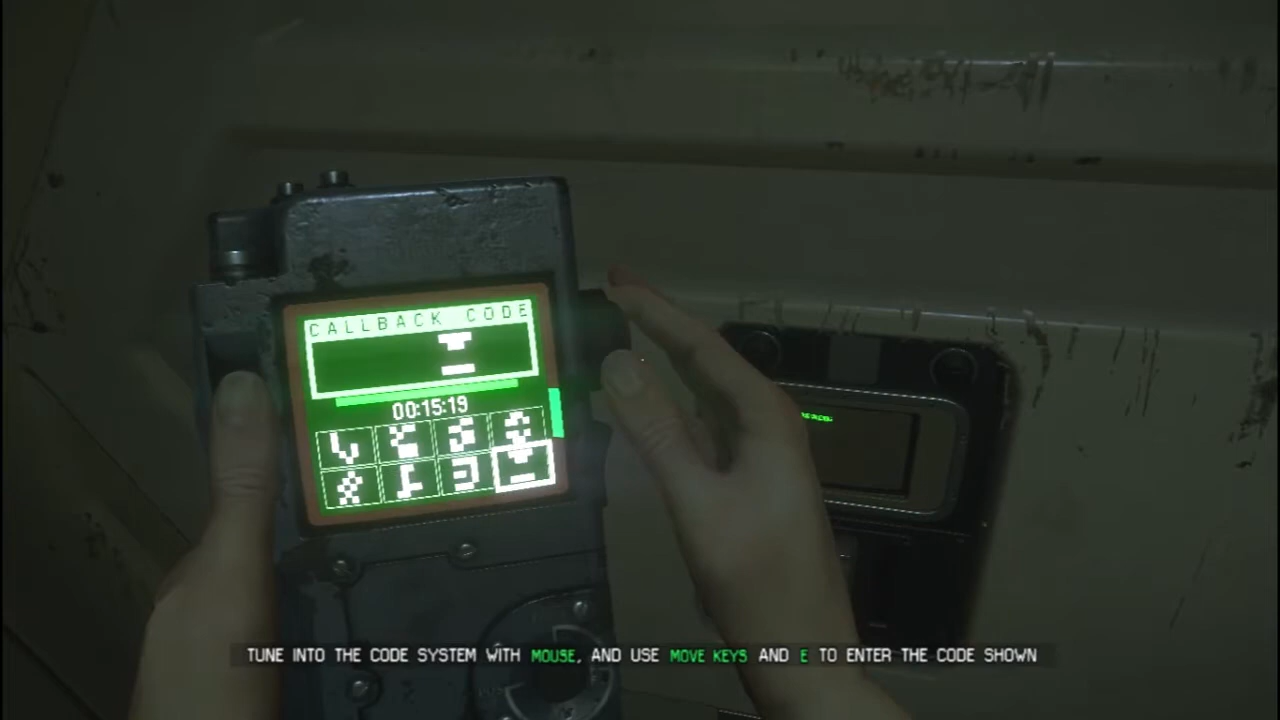 CALLBACK CODE
00:15:19
TUNE INTO THE CODE SYSTEM WITH MOUSE, AND USE MOVE KEYS AND E TO ENTER THE CODE SHOWN